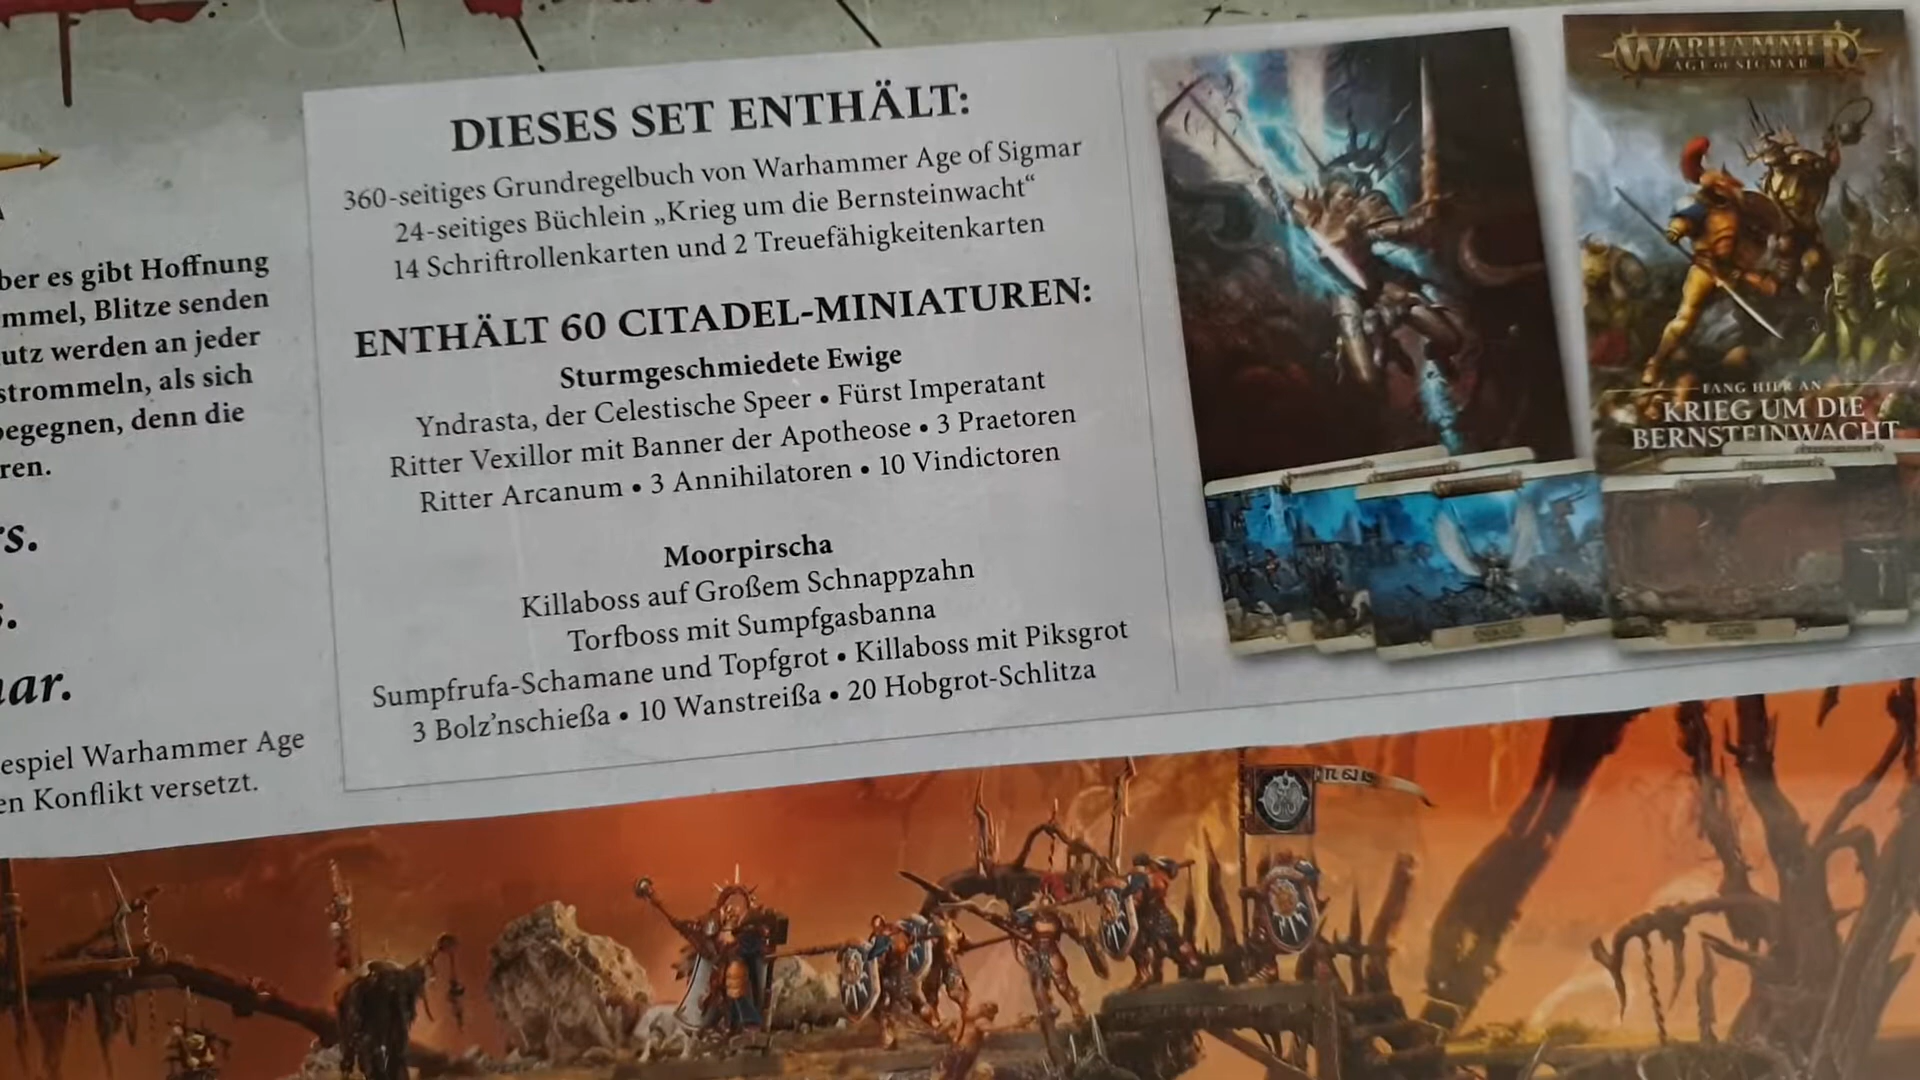 ber es gibt Hoffnung
mmel, Blitze senden
utz werden an jeder
strommeln, als sich
begegnen, denn die
ren.
s.
ar.
espiel Warhammer Age
en Konflikt versetzt.
DIESES SET ENTHÄLT:
360-seitiges Grundregelbuch von Warhammer Age of Sigmar
24-seitiges Büchlein „Krieg um die Bernsteinwacht“
14 Schriftrollenkarten und 2 Treuefähigkeitenkarten
ENTHÄLT 60 CITADEL-MINIATUREN:
Sturmgeschmiedete Ewige
Yndrasta, der Celestische Speer • Fürst Imperatant
Ritter Vexillor mit Banner der Apotheose • 3 Praetoren
Ritter Arcanum • 3 Annihilatoren • 10 Vindictoren
Moorpirscha
Killaboss auf Großem Schnappzahn
Torfboss mit Sumpfgasbanna
Sumpfrufa-Schamane und Topfgrot • Killaboss mit Piksgrot
3 Bolz’nschießa • 10 Wanstreißa • 20 Hobgrot-Schlitza
WARHAMMER
AGE OF SIGMAR
FANG HIER AN
KRIEG UM DIE
BERNSTEINWACHT